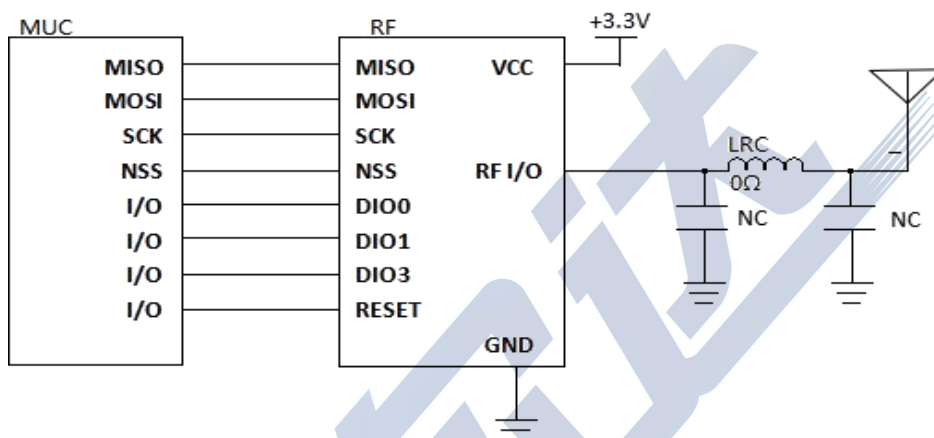 MUC
RF
+3.3V
MISO
MOSI
SCK
NSS
I/O
I/O
I/O
I/O
MISO
MOSI
SCK
NSS
DIO0
DIO1
DIO3
RESET
VCC
RF I/O
GND
LRC
0Ω
NC
NC